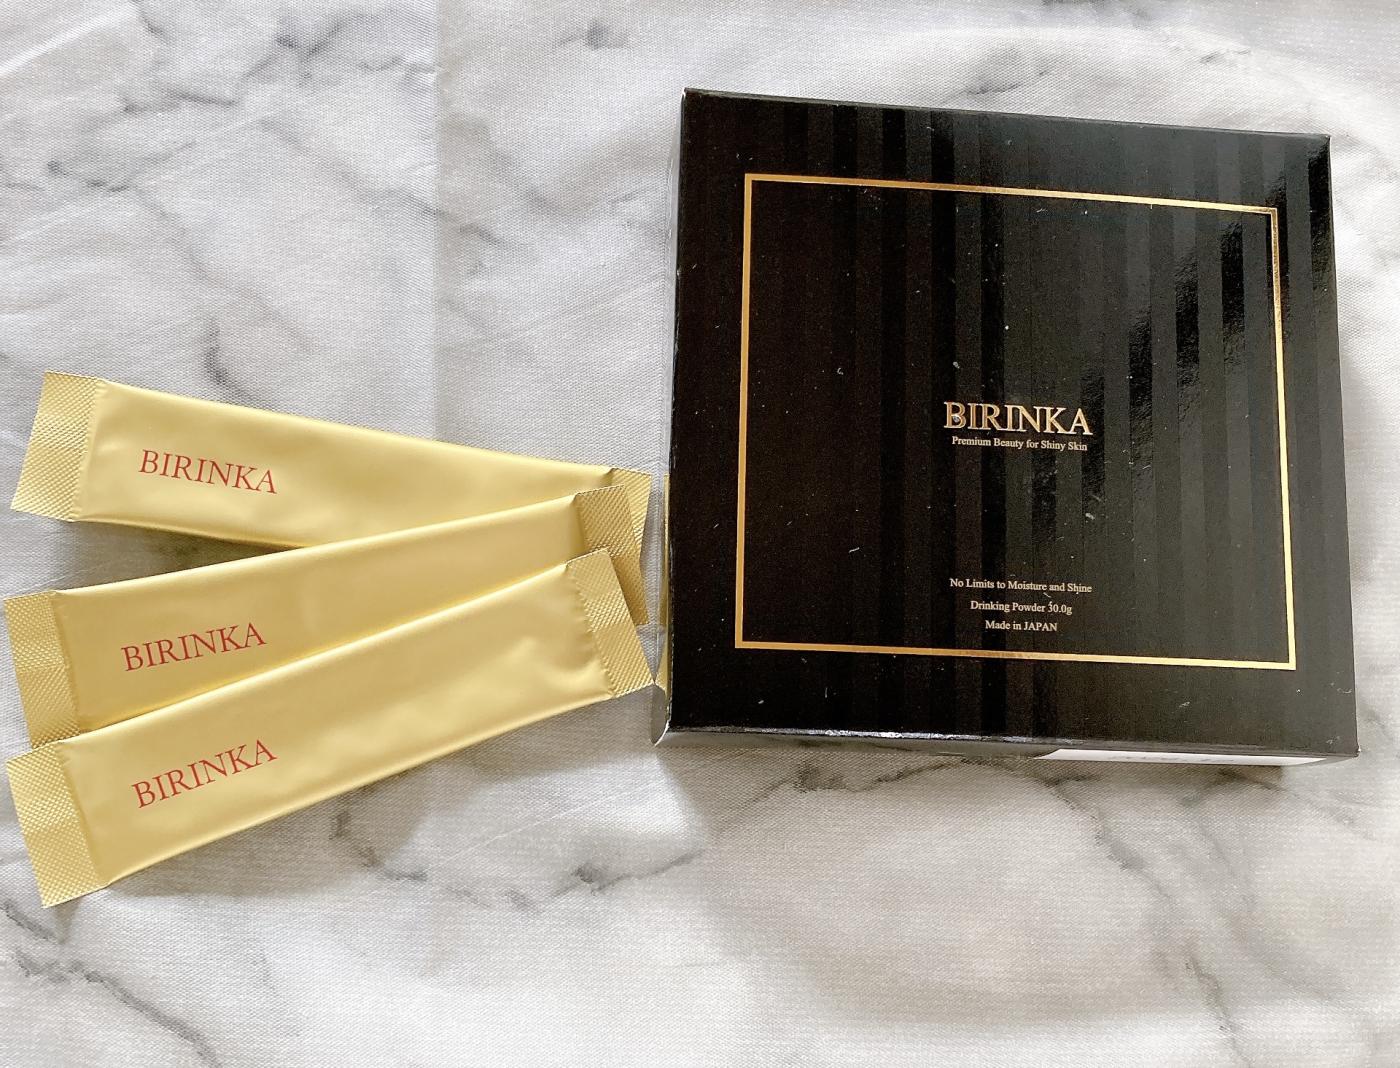 BIRINKA
BIRINKA
BIRINKA
BIRINKA
Premium Beauty for Shiny Skin
No Limits to Moisture and Shine
Drinking Powder 30.0g
Made in JAPAN